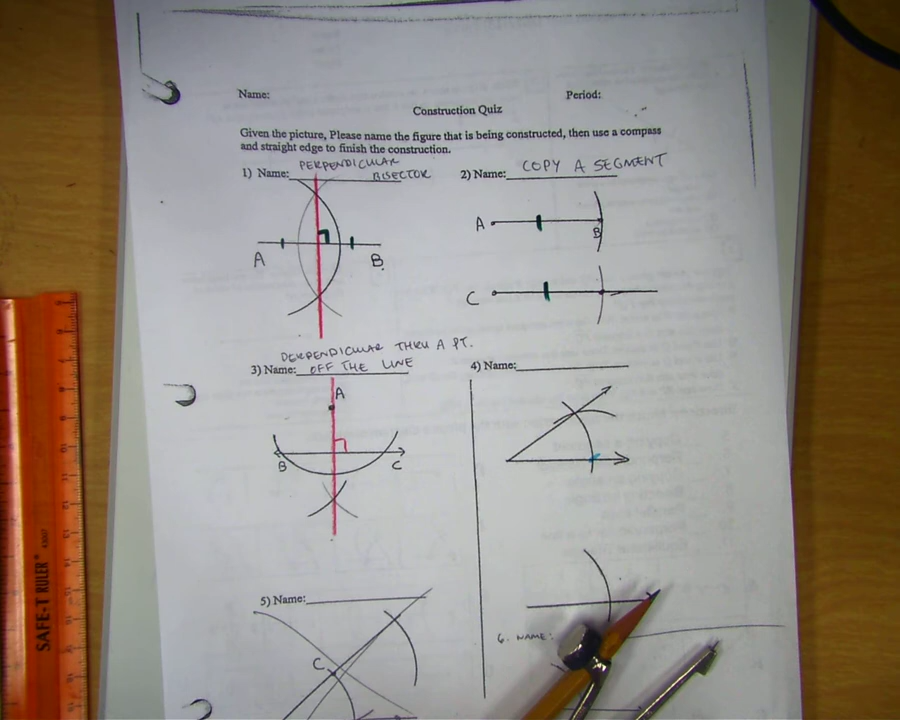 Name:
Period:
Construction Quiz
Given the picture, Please name the figure that is being constructed, then use a compass
and straight edge to finish the construction.
1) Name: PERPENDICULAR
BISECTOR
2) Name: COPY A SEGMENT
A
B
A
B
C
PERPENDICULAR THRU A PT.
3) Name: OFF THE LINE
4) Name:
A
B
C
5) Name:
C
6. NAME:
SAFE-T RULER